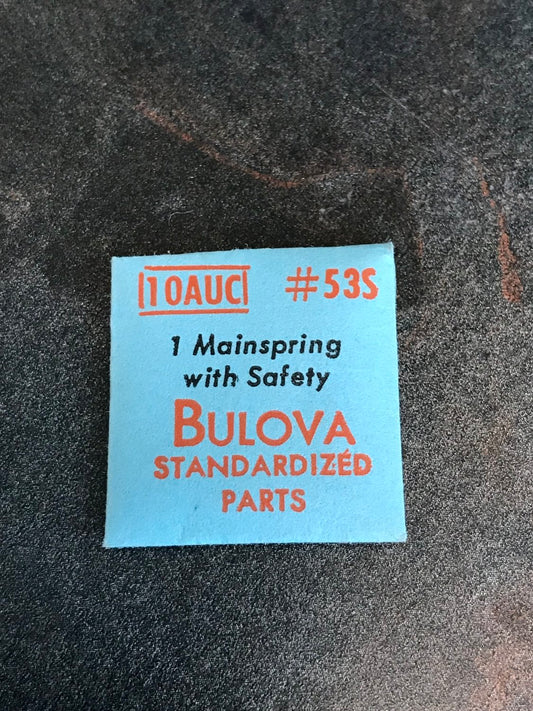 10AUC #53S
1 Mainspring
with Safety
BULOVA
STANDARDIZED
PARTS